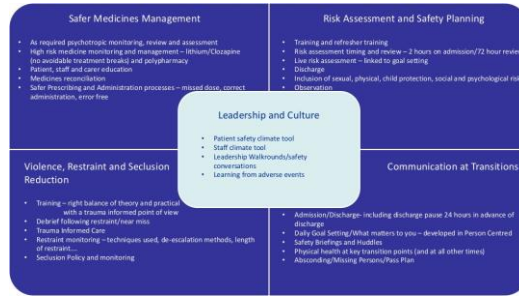 Safer Medicines Management
• As required psychotropic monitoring, review and assessment
• High risk medicine monitoring and management – lithium/Clozapine
(no avoidable treatment breaks) and polypharmacy
• Patient, staff and carer education
• Medicines reconciliation
• Safer Prescribing and Administration processes – missed dose, correct
administration, error free
Risk Assessment and Safety Planning
• Training and refresher training
• Risk assessment timing and review – 2 hours on admission/72 hour review
• Live risk assessment – linked to goal setting
• Discharge
• Inclusion of sexual, physical, child protection, social and psychological risk
• Observation
Leadership and Culture
• Patient safety climate tool
• Staff climate tool
• Leadership Walkrounds/safety
conversations
• Learning from adverse events
Violence, Restraint and Seclusion
Reduction
• Training – right balance of theory and practical
with a trauma informed point of view
• Debrief following restraint/near miss
• Trauma Informed Care
• Restraint monitoring – techniques used, de-escalation methods, length
of restraint....
• Seclusion Policy and monitoring
Communication at Transitions
• Admission/Discharge- including discharge pause 24 hours in advance of
discharge
• Daily Goal Setting/What matters to you – developed in Person Centred
• Safety Briefings and Huddles
• Physical health at key transition points (and at all other times)
• Absconding/Missing Persons/Pass Plan